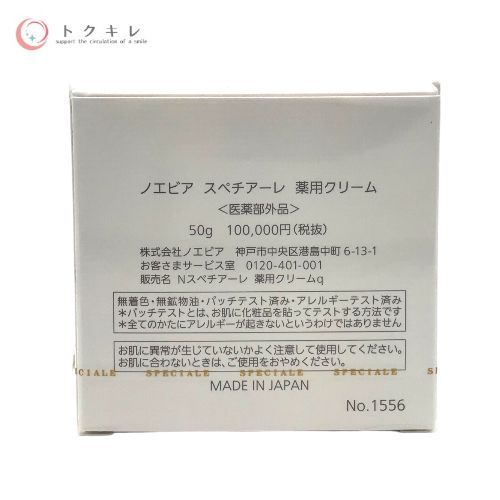 トクキレ
support the circulation of a smile
ノエビア スペチアーレ 薬用クリーム
＜医薬部外品＞
50g 100,000円(税抜)
株式会社ノエビア 神戸市中央区港島中町6-13-1
お客さまサービス室 0120-401-001
販売名 Nスペチアーレ 薬用クリームq
無着色・無鉱物油・パッチテスト済み・アレルギーテスト済み
＊パッチテストとは、お肌に化粧品を貼ってテストする方法です
＊全てのかたにアレルギーが起きないというわけではありません
お肌に異常が生じていないかよく注意して使用してください。
お肌に合わないときは、ご使用をおやめください。
SPECIALE SPECIALE SPECIALE
MADE IN JAPAN
No.1556